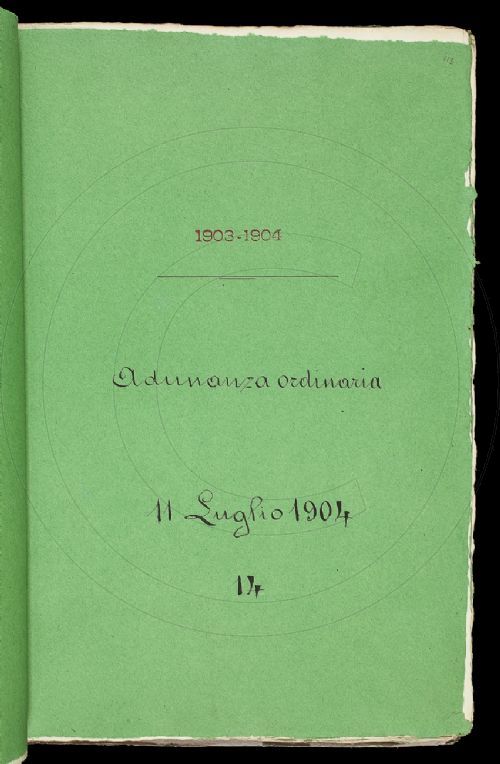 1903-1904
Adunanza ordinaria
11 Luglio 1904
14